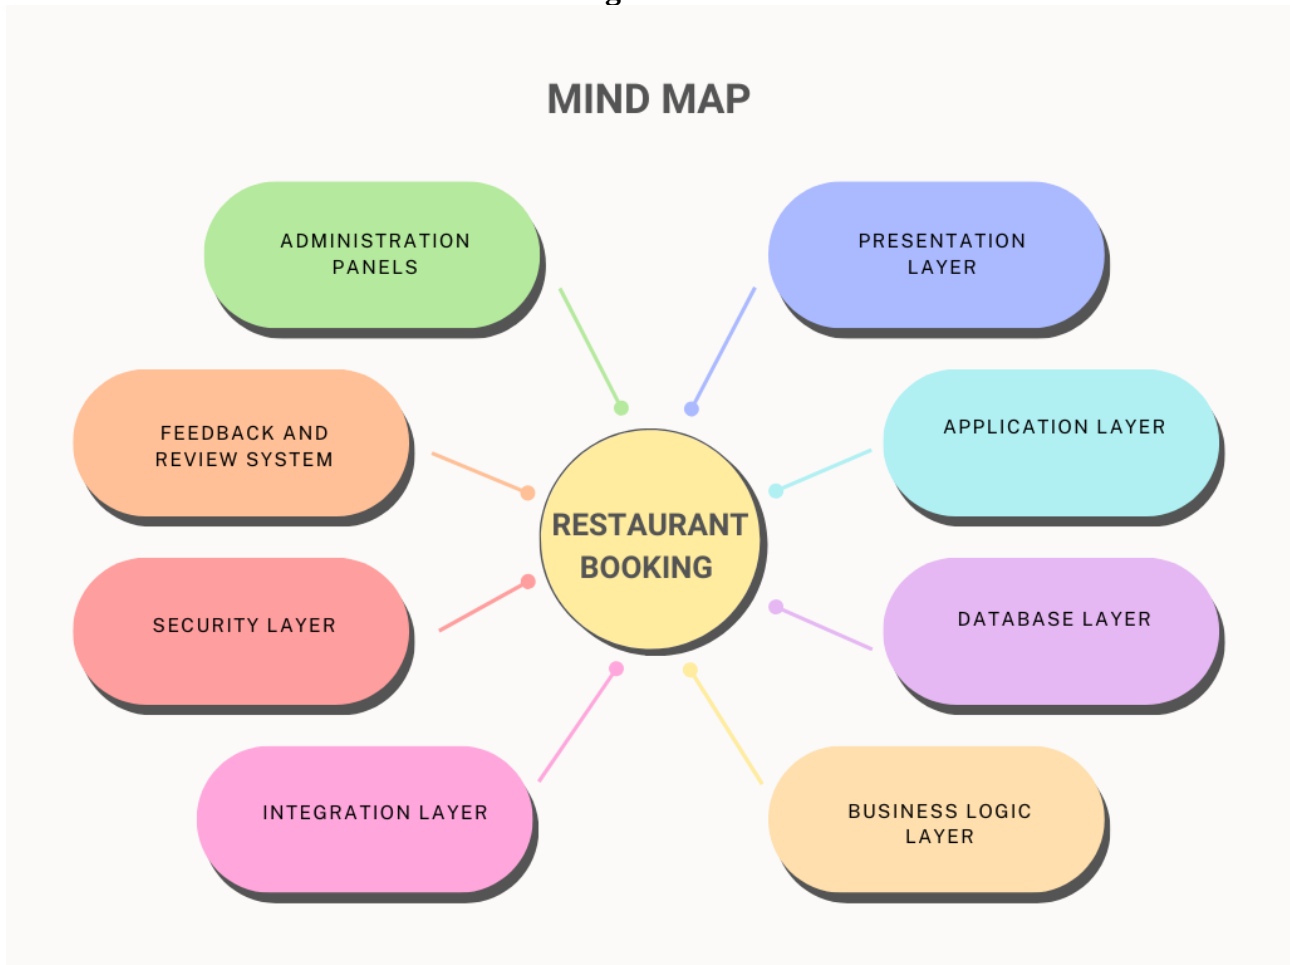 MIND MAP
ADMINISTRATION
PANELS
PRESENTATION
LAYER
FEEDBACK AND
REVIEW SYSTEM
APPLICATION LAYER
RESTAURANT
BOOKING
SECURITY LAYER
DATABASE LAYER
INTEGRATION LAYER
BUSINESS LOGIC
LAYER